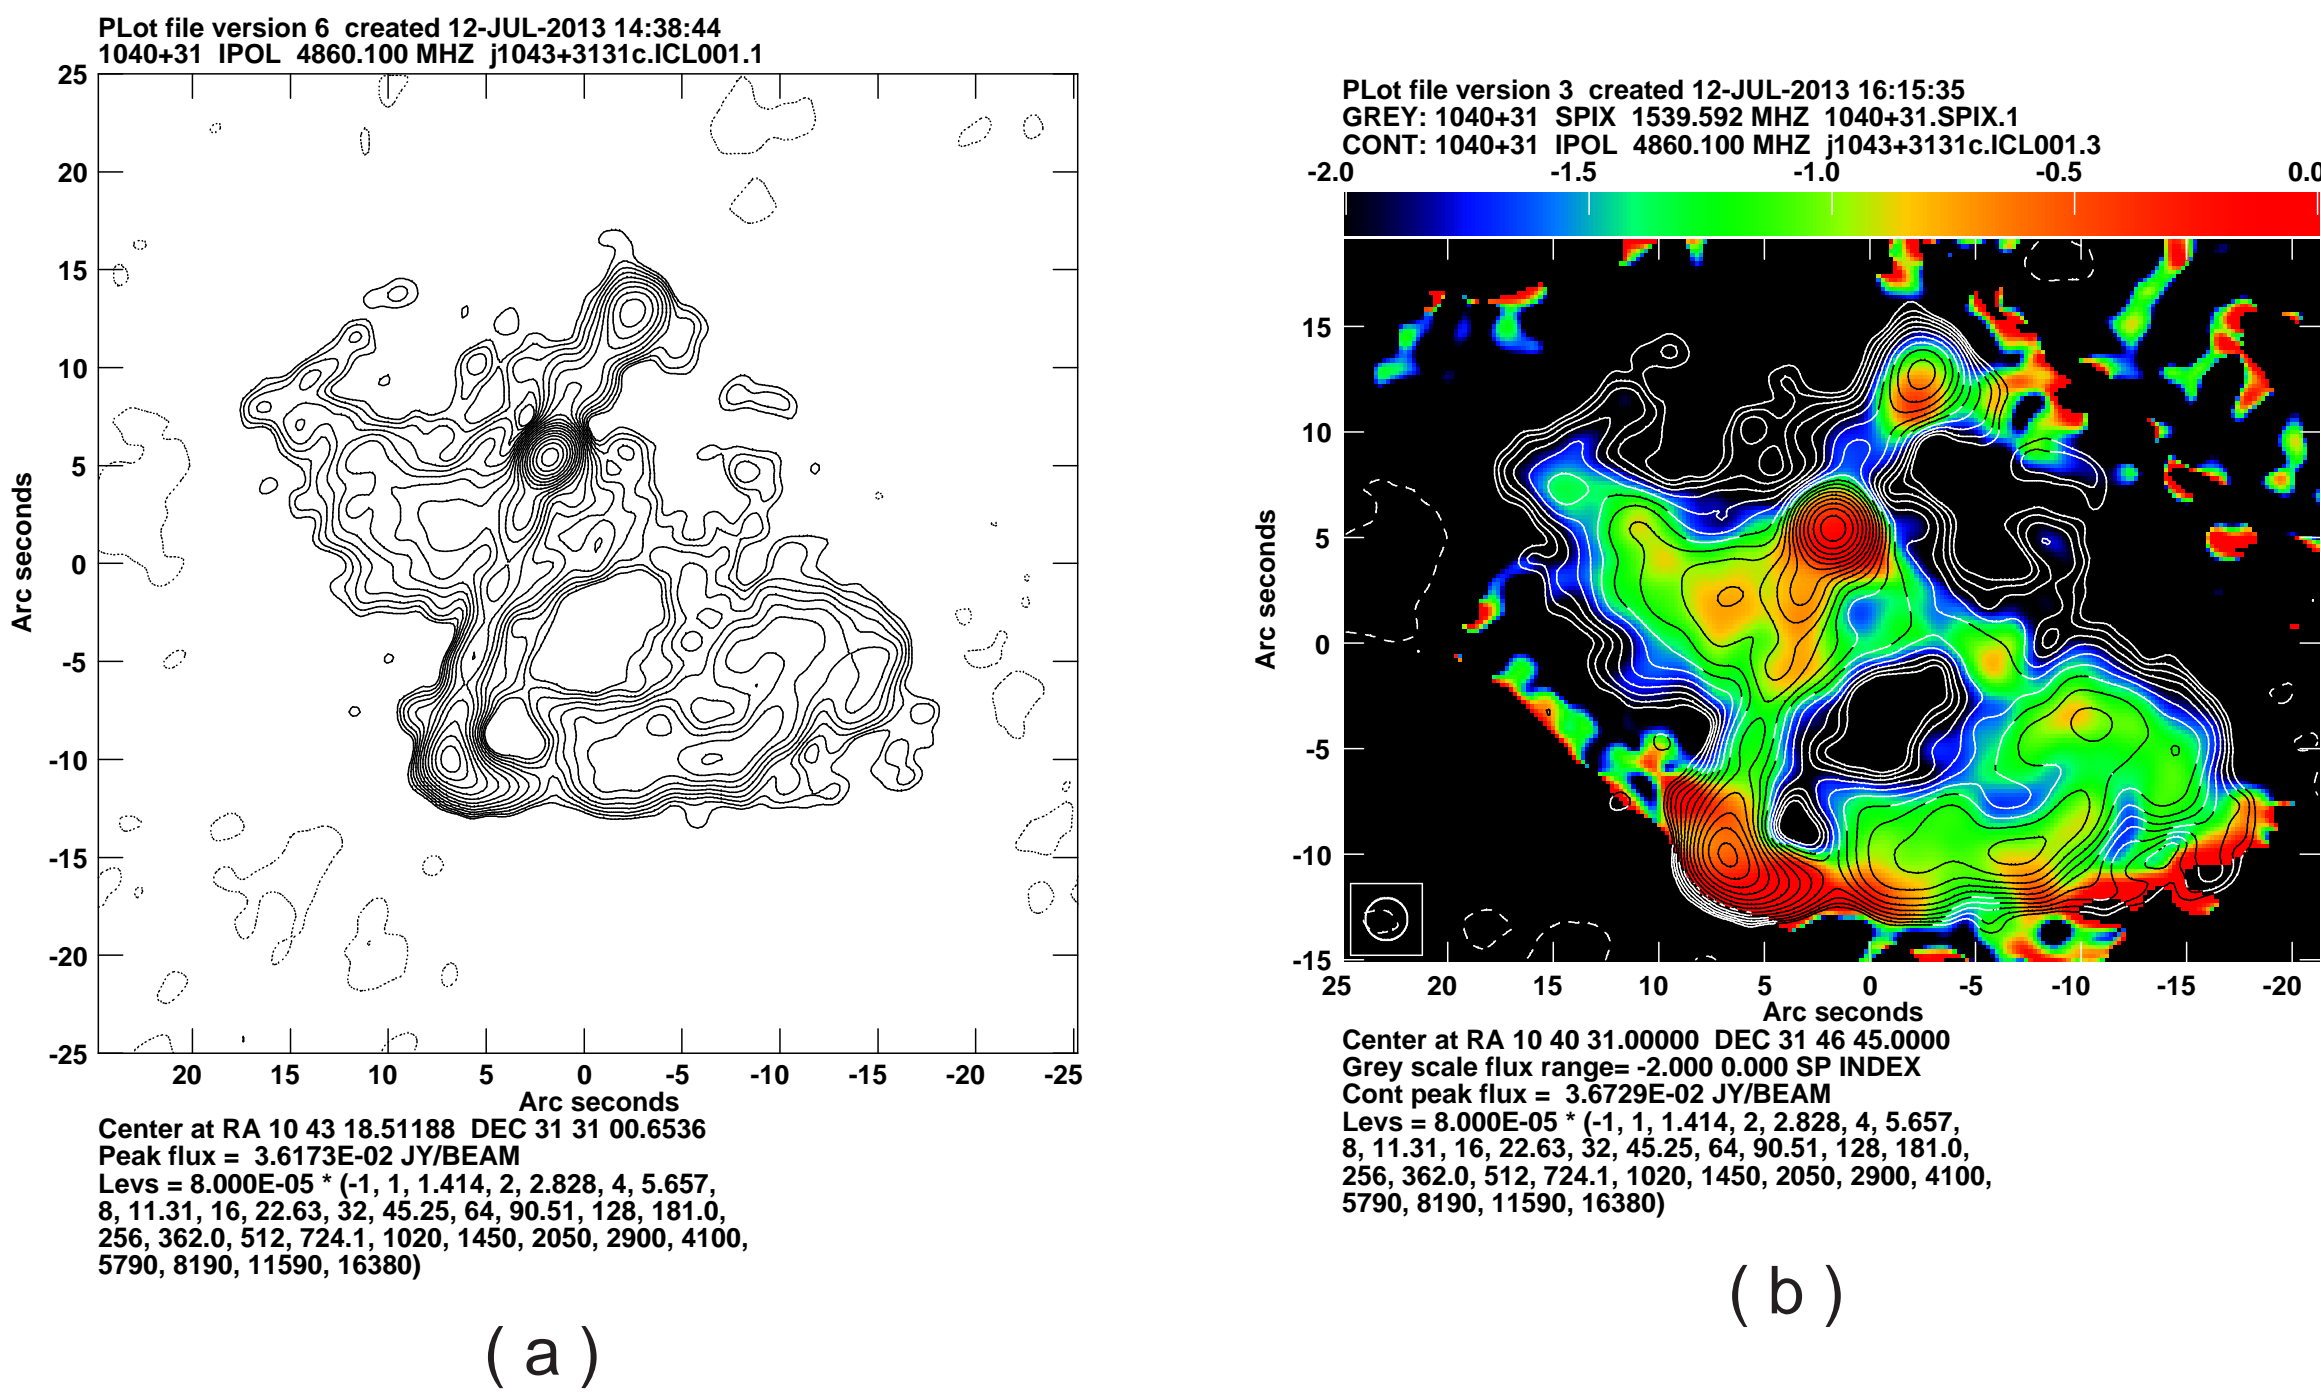 PLot file version 6 created 12-JUL-2013 14:38:44
1040+31 IPOL 4860.100 MHZ j1043+3131c.ICL001.1
25
20
15
10
5
0
-5
-10
-15
-20
-25
Arc seconds
20 15 10 5 0 -5 -10 -15 -20 -25
Arc seconds
Center at RA 10 43 18.51188 DEC 31 31 00.6536
Peak flux = 3.6173E-02 JY/BEAM
Levs = 8.000E-05 * (-1, 1, 1.414, 2, 2.828, 4, 5.657,
8, 11.31, 16, 22.63, 32, 45.25, 64, 90.51, 128, 181.0,
256, 362.0, 512, 724.1, 1020, 1450, 2050, 2900, 4100,
5790, 8190, 11590, 16380)
( a )
PLot file version 3 created 12-JUL-2013 16:15:35
GREY: 1040+31 SPIX 1539.592 MHZ 1040+31.SPIX.1
CONT: 1040+31 IPOL 4860.100 MHZ j1043+3131c.ICL001.3
-2.0 -1.5 -1.0 -0.5 0.0
15
10
5
0
-5
-10
-15
Arc seconds
25 20 15 10 5 0 -5 -10 -15 -20
Arc seconds
Center at RA 10 40 31.00000 DEC 31 46 45.0000
Grey scale flux range= -2.000 0.000 SP INDEX
Cont peak flux = 3.6729E-02 JY/BEAM
Levs = 8.000E-05 * (-1, 1, 1.414, 2, 2.828, 4, 5.657,
8, 11.31, 16, 22.63, 32, 45.25, 64, 90.51, 128, 181.0,
256, 362.0, 512, 724.1, 1020, 1450, 2050, 2900, 4100,
5790, 8190, 11590, 16380)
( b )